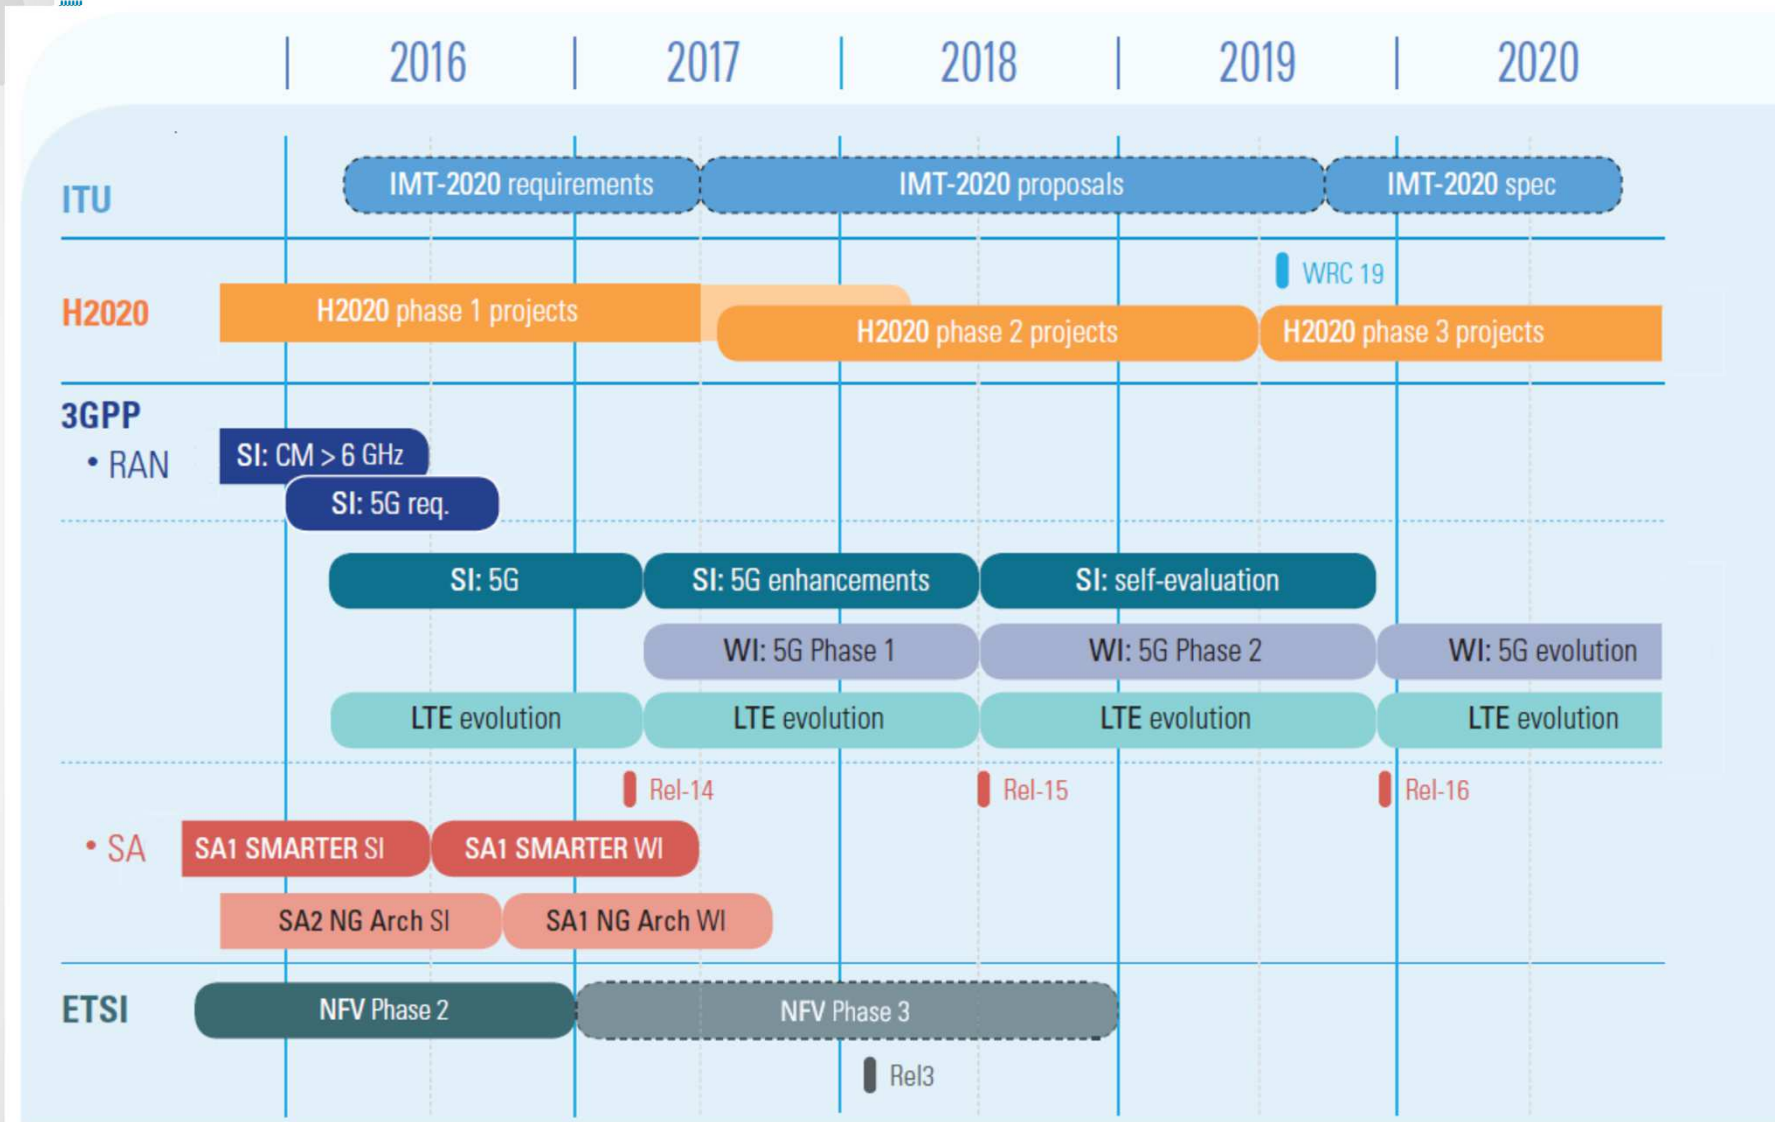 2016
2017
2018
2019
2020
ITU
IMT-2020 requirements
IMT-2020 proposals
IMT-2020 spec
WRC 19
H2020
H2020 phase 1 projects
H2020 phase 2 projects
H2020 phase 3 projects
3GPP
• RAN
SI: CM > 6 GHz
SI: 5G req.
SI: 5G
SI: 5G enhancements
SI: self-evaluation
WI: 5G Phase 1
WI: 5G Phase 2
WI: 5G evolution
LTE evolution
LTE evolution
LTE evolution
LTE evolution
Rel-14
Rel-15
Rel-16
• SA
SA1 SMARTER SI
SA1 SMARTER WI
SA2 NG Arch SI
SA1 NG Arch WI
ETSI
NFV Phase 2
NFV Phase 3
Rel3